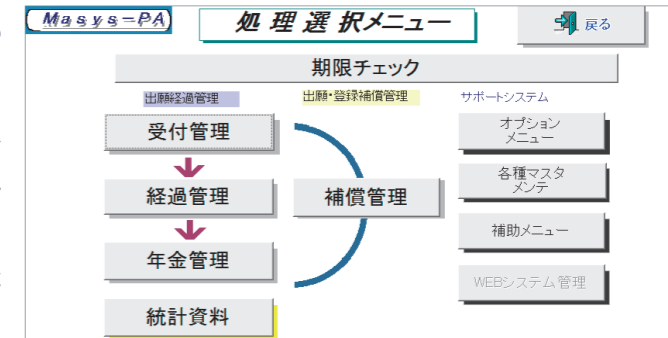 Masys-PA
処理選択メニュー
戻る
期限チェック
出願経過管理
出願・登録補償管理
サポートシステム
受付管理
オプション
メニュー
経過管理
補償管理
各種マスタ
メンテ
補助メニュー
年金管理
WEBシステム管理
統計資料